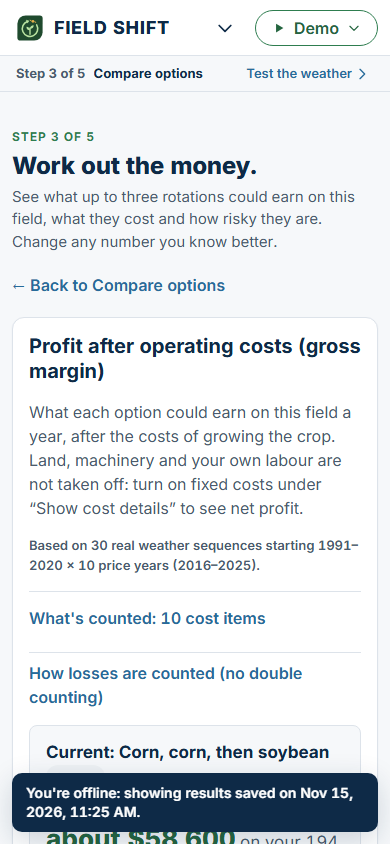 FIELD SHIFT
Demo
Step 3 of 5 Compare options
Test the weather
STEP 3 OF 5
Work out the money.
See what up to three rotations could earn on this
field, what they cost and how risky they are.
Change any number you know better.
← Back to Compare options
Profit after operating costs (gross
margin)
What each option could earn on this field a
year, after the costs of growing the crop.
Land, machinery and your own labour are
not taken off: turn on fixed costs under
“Show cost details” to see net profit.
Based on 30 real weather sequences starting 1991–
2020 × 10 price years (2016–2025).
What's counted: 10 cost items
How losses are counted (no double
counting)
Current: Corn, corn, then soybean
You're offline: showing results saved on Nov 15,
2026, 11:25 AM.
about $58,600 on your 194